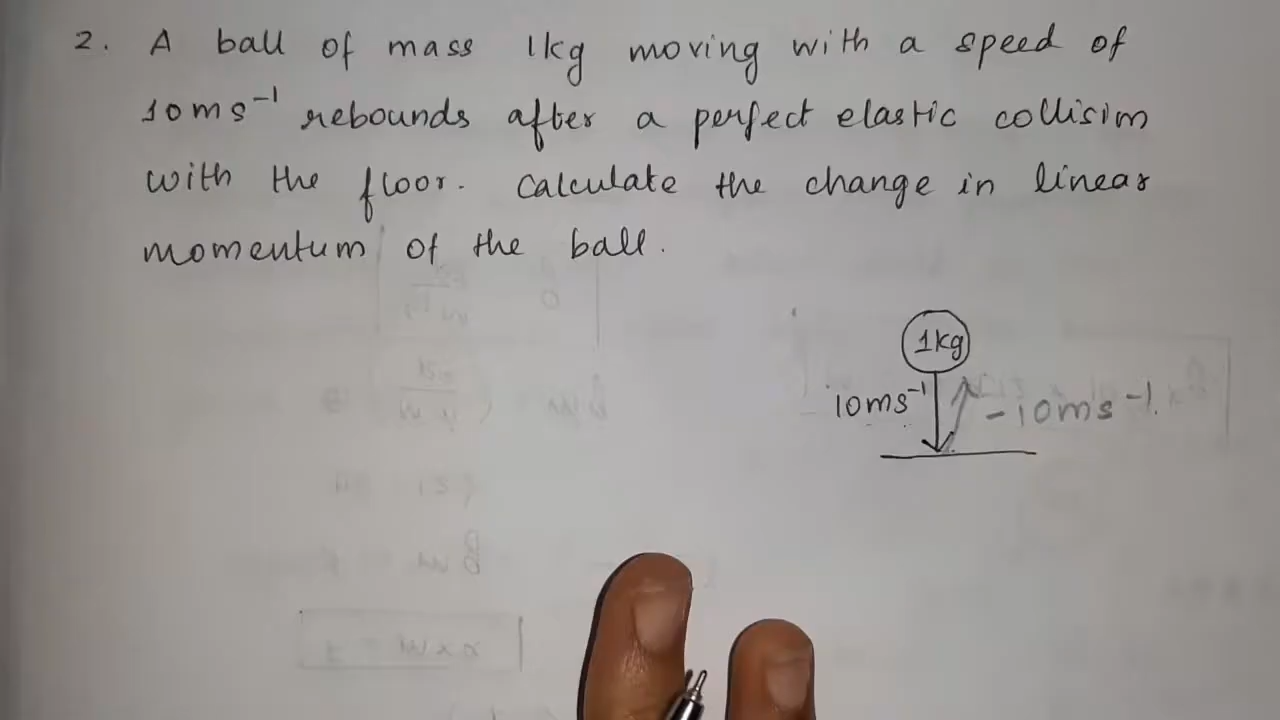 2. A ball of mass 1kg moving with a speed of
10ms⁻¹ rebounds after a perfect elastic collisim
with the floor. Calculate the change in linear
momentum of the ball.
1kg
10ms⁻¹
-10ms⁻¹.